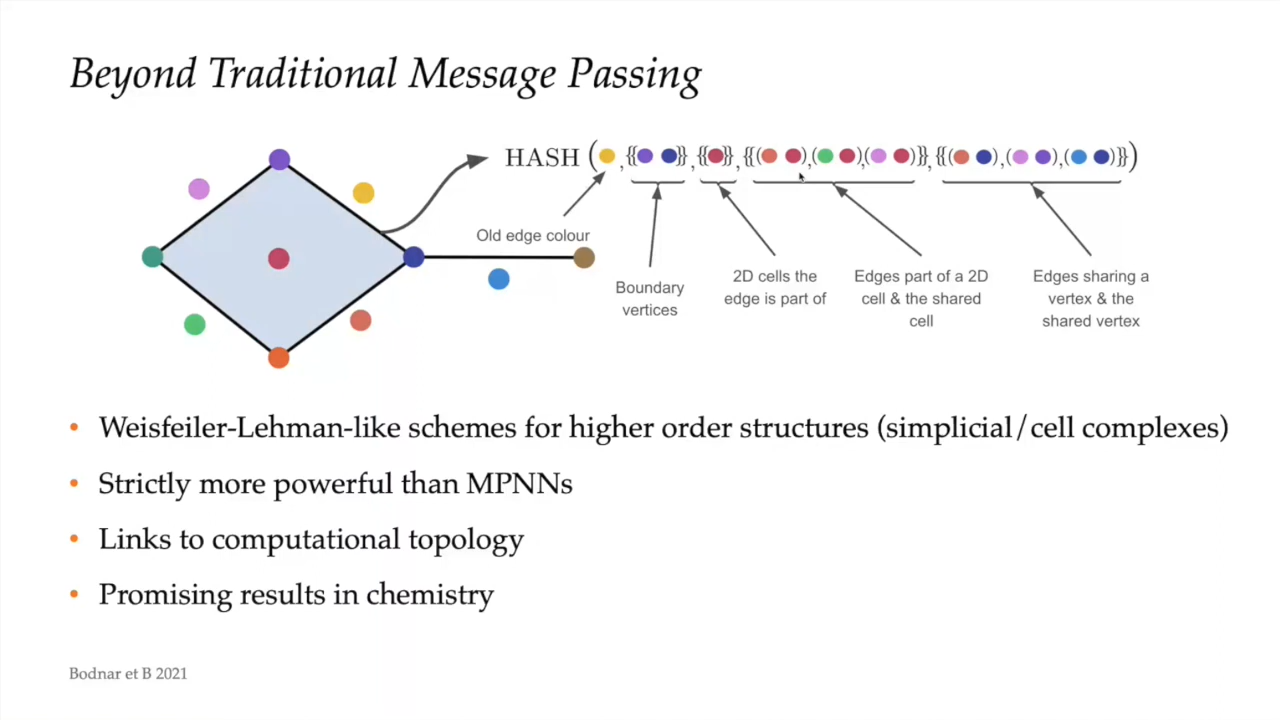 Beyond Traditional Message Passing
HASH ( , {{ }}, {{ }}, {{( ),( ),( )}}, {{( ),( ),( )}})
Old edge colour
Boundary
vertices
2D cells the
edge is part of
Edges part of a 2D
cell & the shared
cell
Edges sharing a
vertex & the
shared vertex
• Weisfeiler-Lehman-like schemes for higher order structures (simplicial/cell complexes)
• Strictly more powerful than MPNNs
• Links to computational topology
• Promising results in chemistry
Bodnar et B 2021